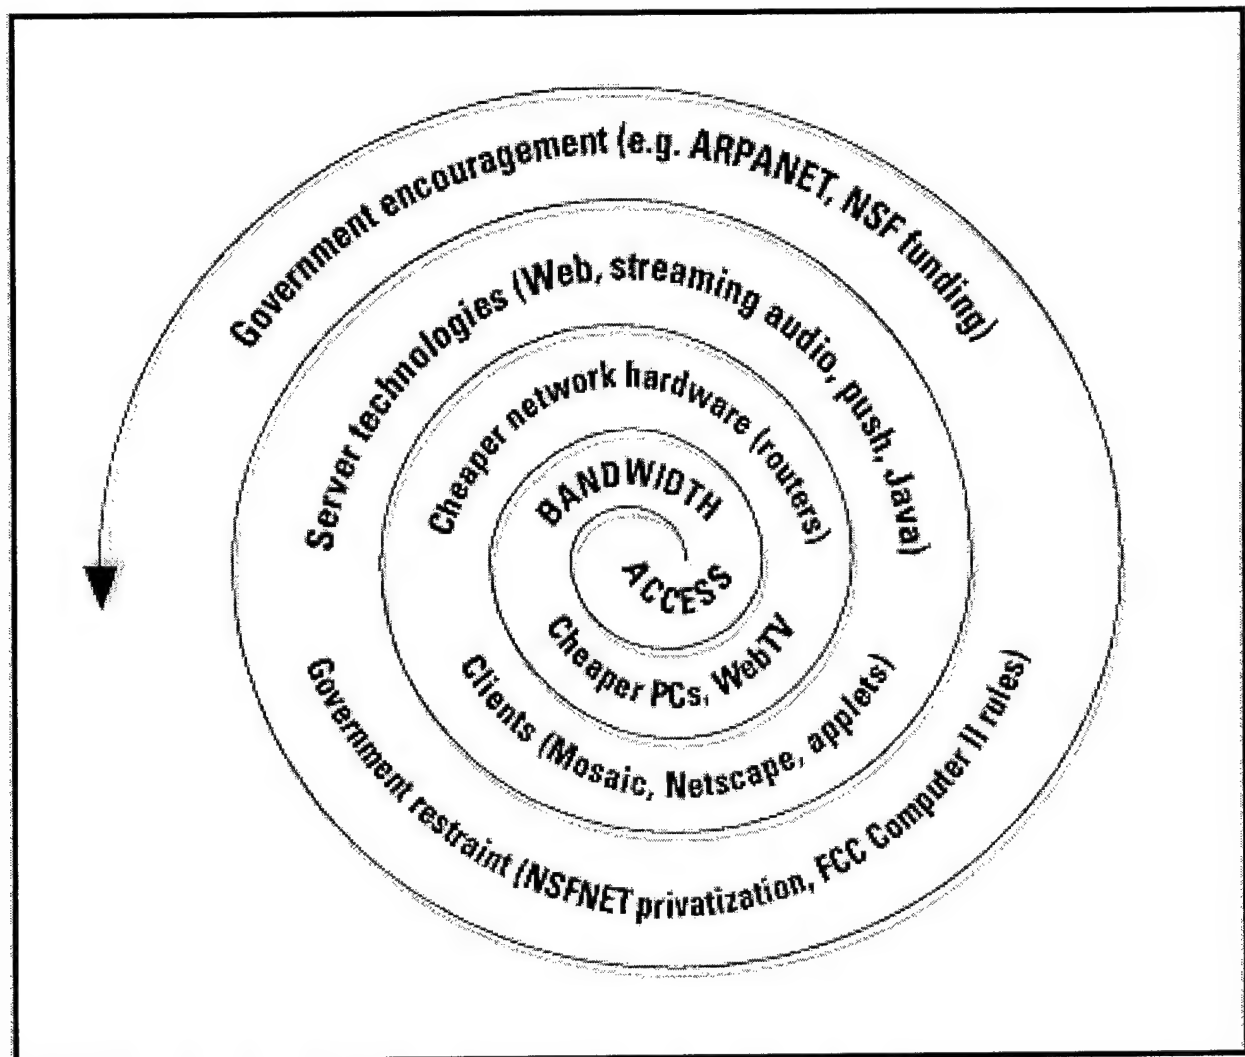 Government encouragement (e.g. ARPANET, NSF funding)
Server technologies (Web, streaming audio, push, Java)
Cheaper network hardware (routers)
BANDWIDTH
ACCESS
Cheaper PCs, WebTV
Clients (Mosaic, Netscape, applets)
Government restraint (NSFNET privatization, FCC Computer II rules)